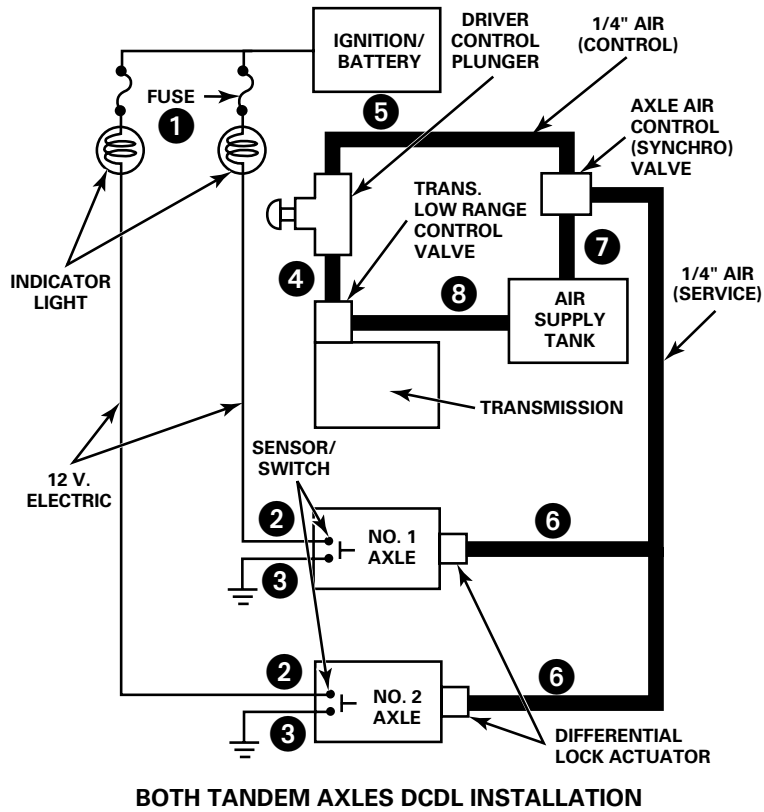 IGNITION/
BATTERY
DRIVER
CONTROL
PLUNGER
1/4" AIR
(CONTROL)
FUSE
1
5
AXLE AIR
CONTROL
(SYNCHRO)
VALVE
TRANS.
LOW RANGE
CONTROL
VALVE
INDICATOR
LIGHT
4
8
7
AIR
SUPPLY
TANK
1/4" AIR
(SERVICE)
TRANSMISSION
12 V.
ELECTRIC
SENSOR/
SWITCH
2
3
NO. 1
AXLE
6
2
3
NO. 2
AXLE
6
DIFFERENTIAL
LOCK ACTUATOR
BOTH TANDEM AXLES DCDL INSTALLATION